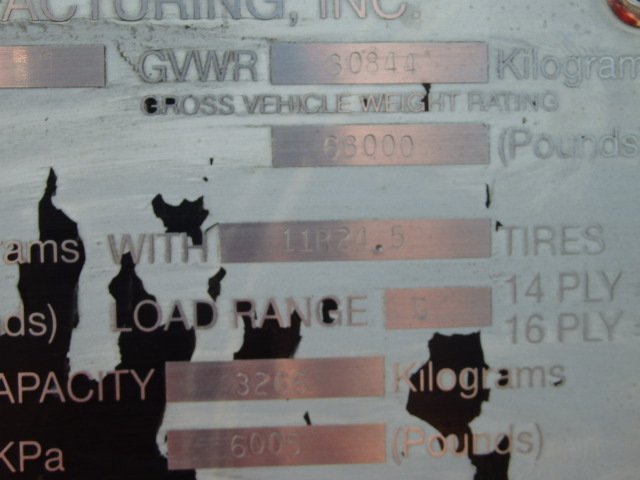 ACTURING, INC.
GVWR 30844 Kilogram
GROSS VEHICLE WEIGHT RATING
68000 (Pounds
rams WITH 11R24.5 TIRES
14 PLY
ds) LOAD RANGE
16 PLY
APACITY Kilograms
KPa 6005 (Pounds)